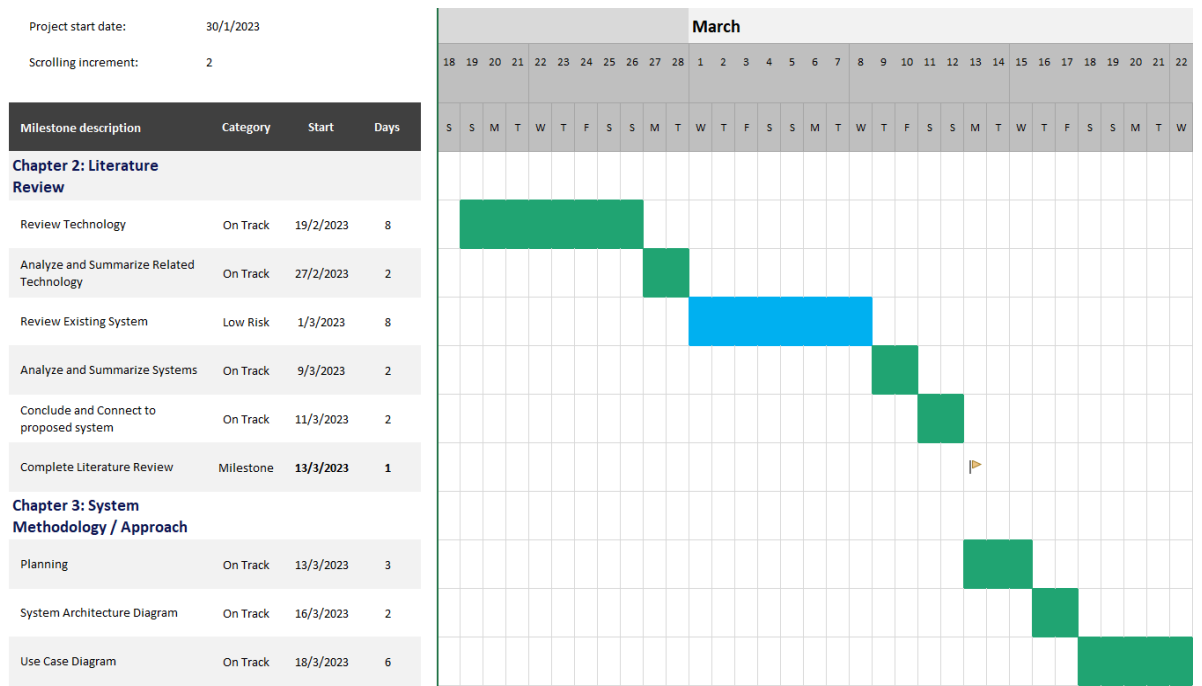 Project start date: 30/1/2023
March
Scrolling increment: 2
18 19 20 21 22 23 24 25 26 27 28 1 2 3 4 5 6 7 8 9 10 11 12 13 14 15 16 17 18 19 20 21 22
Milestone description Category Start Days
S S M T W T F S S M T W T F S S M T W T F S S M T W T F S S M T W
Chapter 2: Literature
Review
Review Technology On Track 19/2/2023 8
Analyze and Summarize Related
Technology On Track 27/2/2023 2
Review Existing System Low Risk 1/3/2023 8
Analyze and Summarize Systems On Track 9/3/2023 2
Conclude and Connect to
proposed system On Track 11/3/2023 2
Complete Literature Review Milestone 13/3/2023 1
Chapter 3: System
Methodology / Approach
Planning On Track 13/3/2023 3
System Architecture Diagram On Track 16/3/2023 2
Use Case Diagram On Track 18/3/2023 6